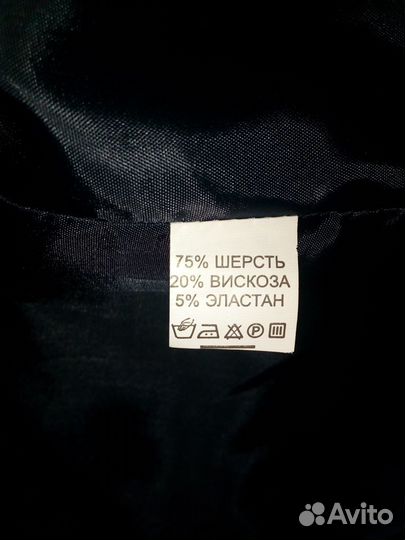 75% ШЕРСТЬ
20% ВИСКОЗА
5% ЭЛАСТАН
P
Avito